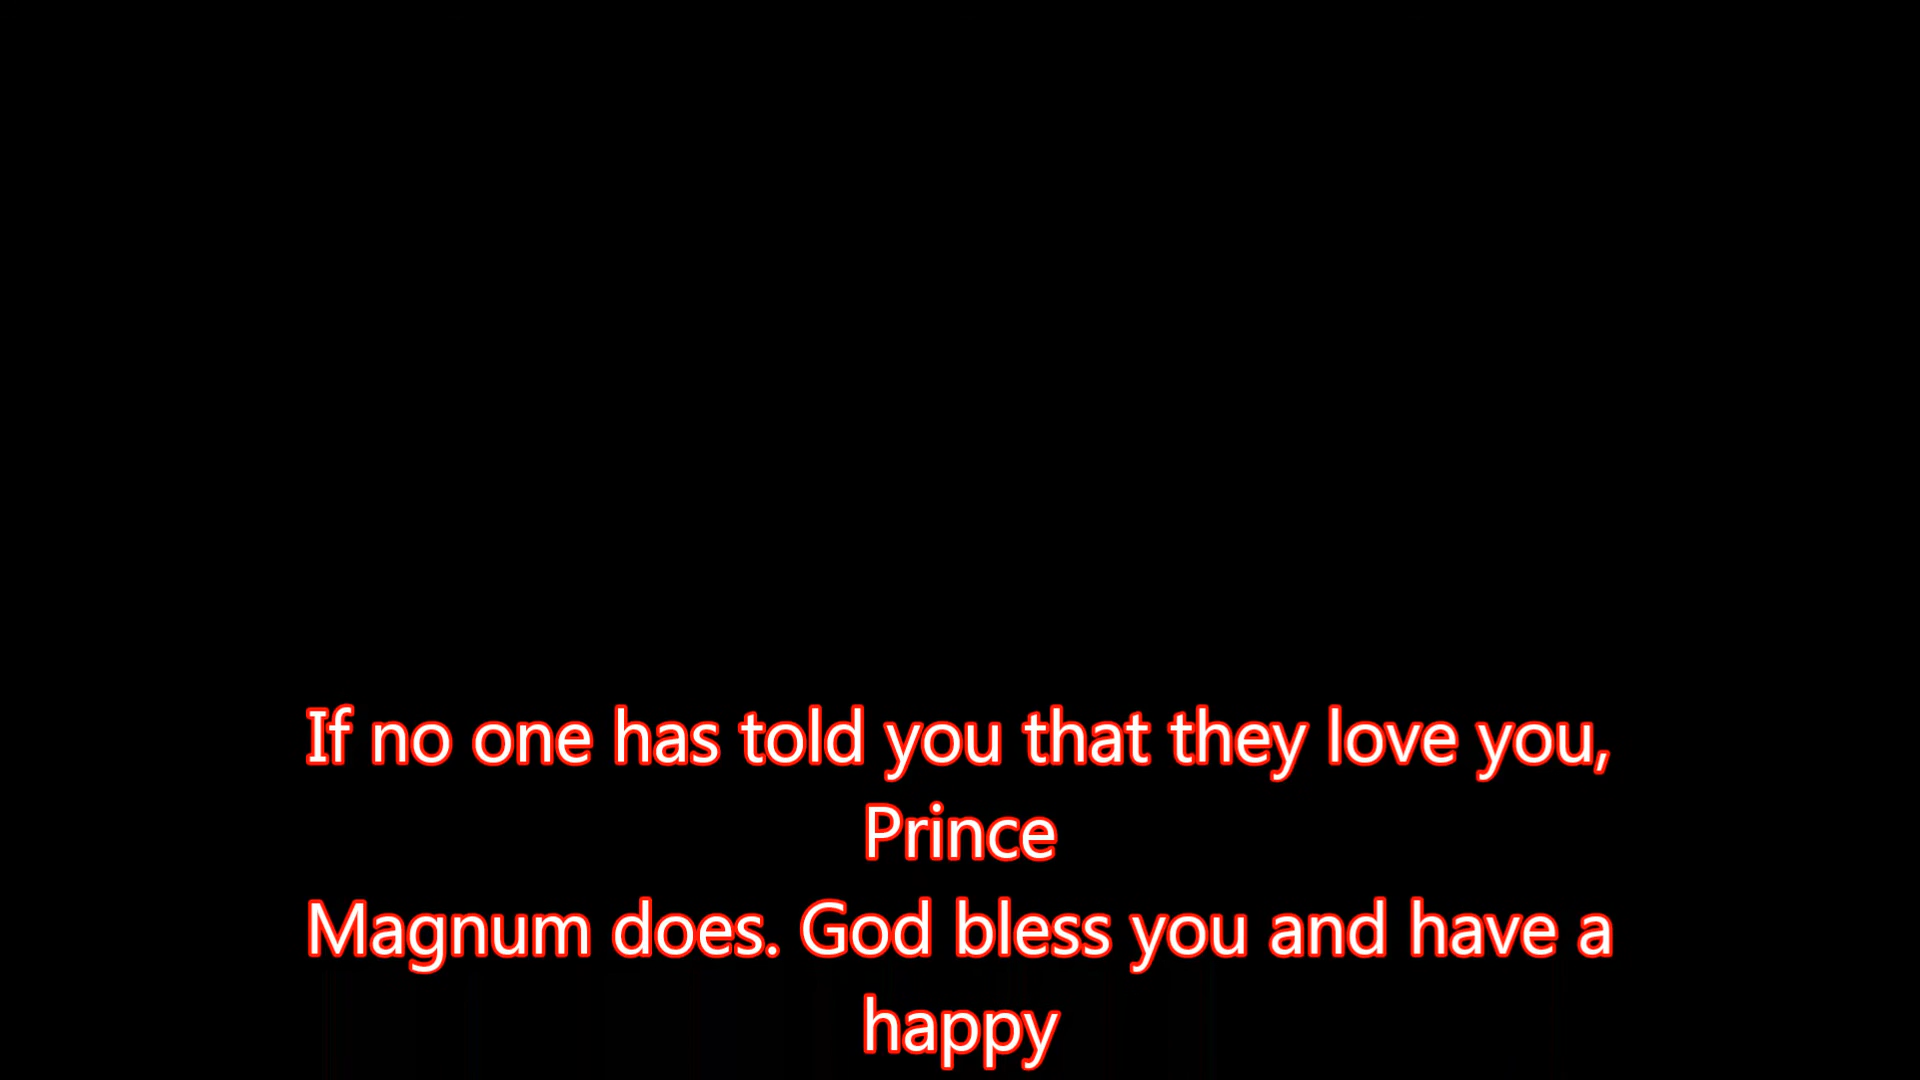 If no one has told you that they love you,
Prince
Magnum does. God bless you and have a
happy